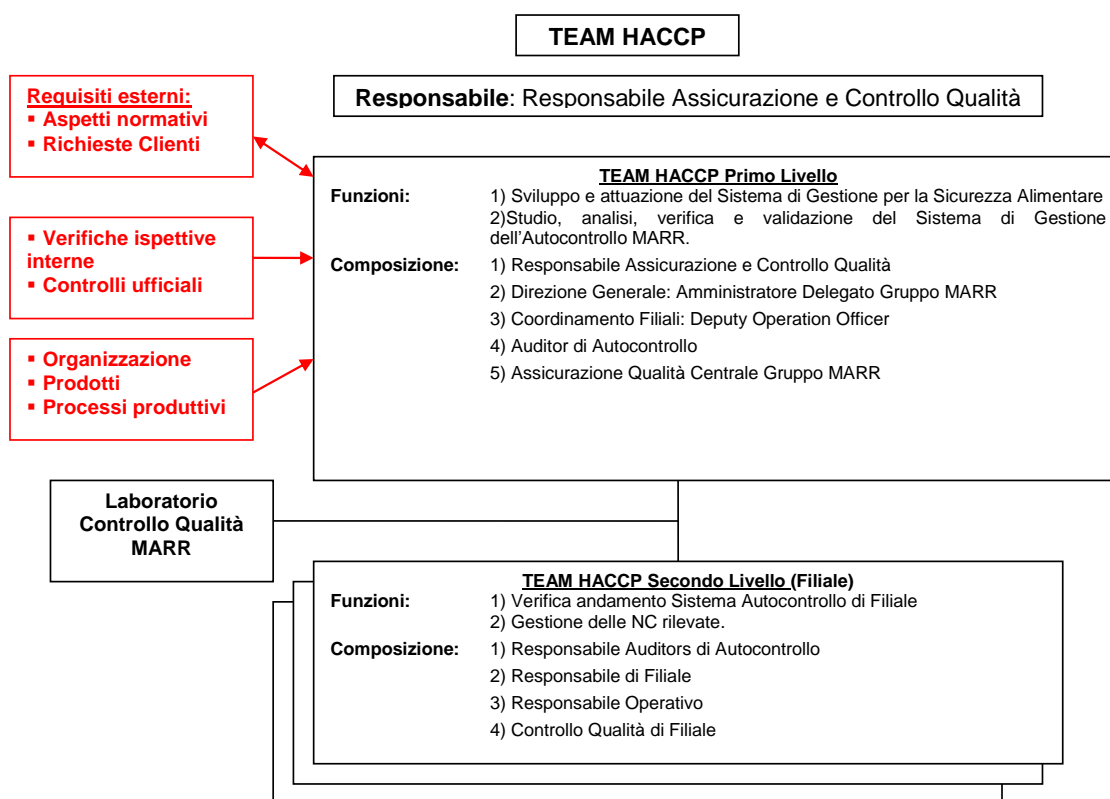 TEAM HACCP
Responsabile: Responsabile Assicurazione e Controllo Qualità
Requisiti esterni:
▪ Aspetti normativi
▪ Richieste Clienti
▪ Verifiche ispettive
interne
▪ Controlli ufficiali
▪ Organizzazione
▪ Prodotti
▪ Processi produttivi
TEAM HACCP Primo Livello
Funzioni: 1) Sviluppo e attuazione del Sistema di Gestione per la Sicurezza Alimentare
2)Studio, analisi, verifica e validazione del Sistema di Gestione
dell'Autocontrollo MARR.
Composizione: 1) Responsabile Assicurazione e Controllo Qualità
2) Direzione Generale: Amministratore Delegato Gruppo MARR
3) Coordinamento Filiali: Deputy Operation Officer
4) Auditor di Autocontrollo
5) Assicurazione Qualità Centrale Gruppo MARR
Laboratorio
Controllo Qualità
MARR
TEAM HACCP Secondo Livello (Filiale)
Funzioni: 1) Verifica andamento Sistema Autocontrollo di Filiale
2) Gestione delle NC rilevate.
Composizione: 1) Responsabile Auditors di Autocontrollo
2) Responsabile di Filiale
3) Responsabile Operativo
4) Controllo Qualità di Filiale